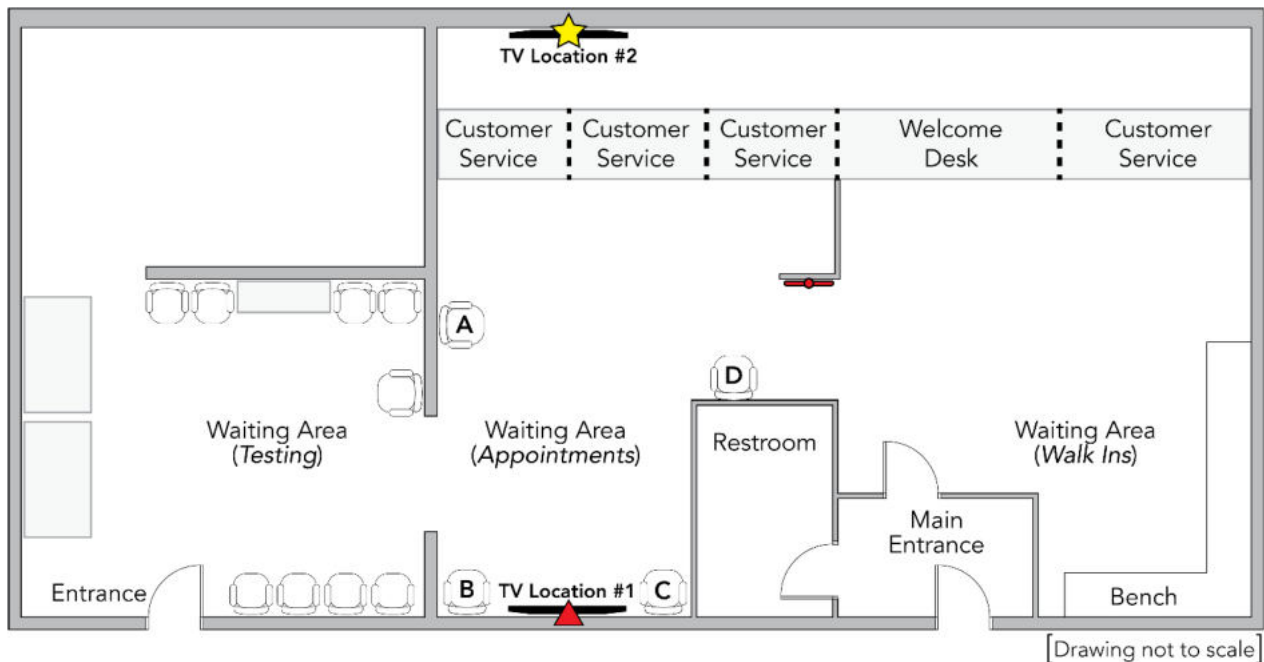 TV Location #2
Customer
Service
Customer
Service
Customer
Service
Welcome
Desk
Customer
Service
A
D
Waiting Area
(Testing)
Waiting Area
(Appointments)
Restroom
Waiting Area
(Walk Ins)
Main
Entrance
Entrance
B
TV Location #1
C
Bench
[Drawing not to scale]